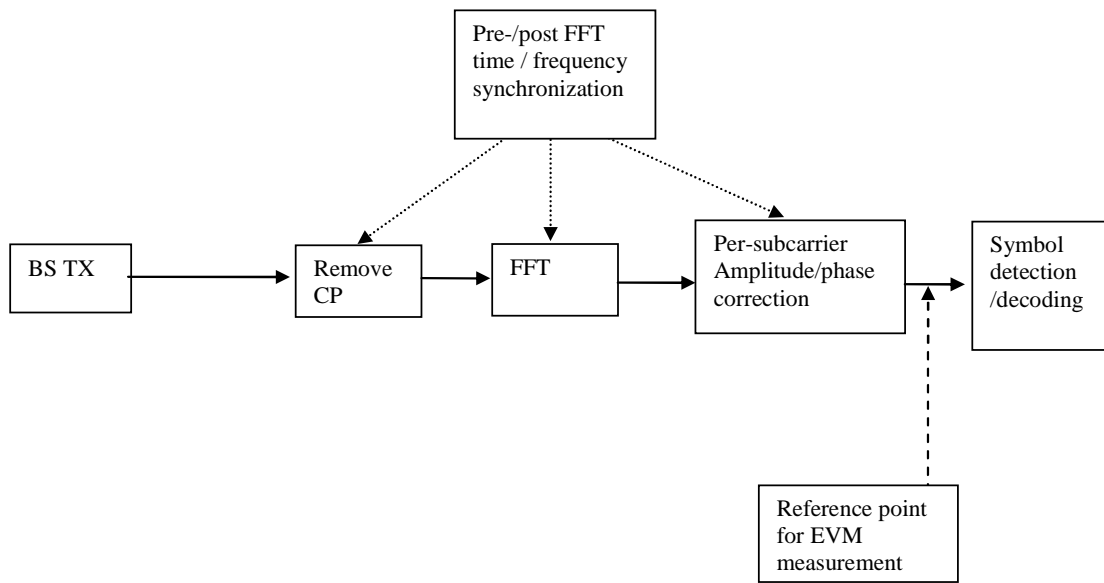 Pre-/post FFT
time / frequency
synchronization
BS TX
Remove
CP
FFT
Per-subcarrier
Amplitude/phase
correction
Symbol
detection
/decoding
Reference point
for EVM
measurement